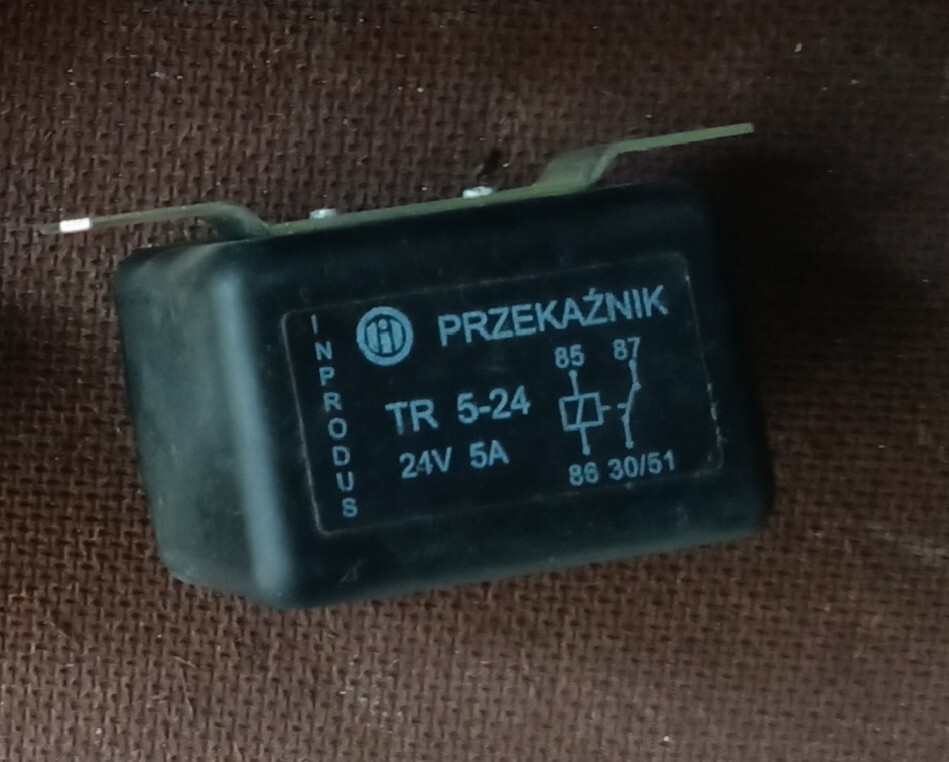 INPRODUS
PRZEKAŹNIK
TR 5-24
24V 5A
85 87
86 30/51